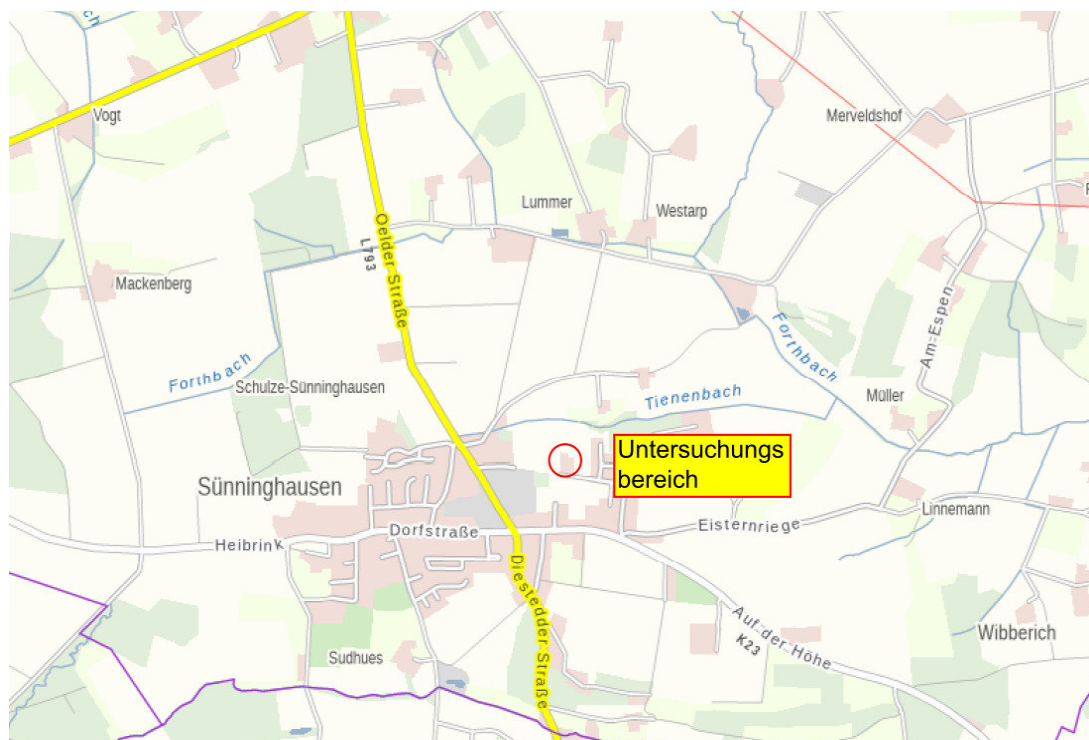 Vogt
Merveldshof
Lummer
Westarp
Oelder Straße
L793
Mackenberg
Am Espen
Forthbach
Forthbach
Schulze-Sünninghausen
Tienenbach
Müller
Untersuchungs
bereich
Sünninghausen
Linnemann
Eisternriege
Dorfstraße
Heibrink
Diestedder Straße
Auf der Höhe
K23
Wibberich
Sudhues